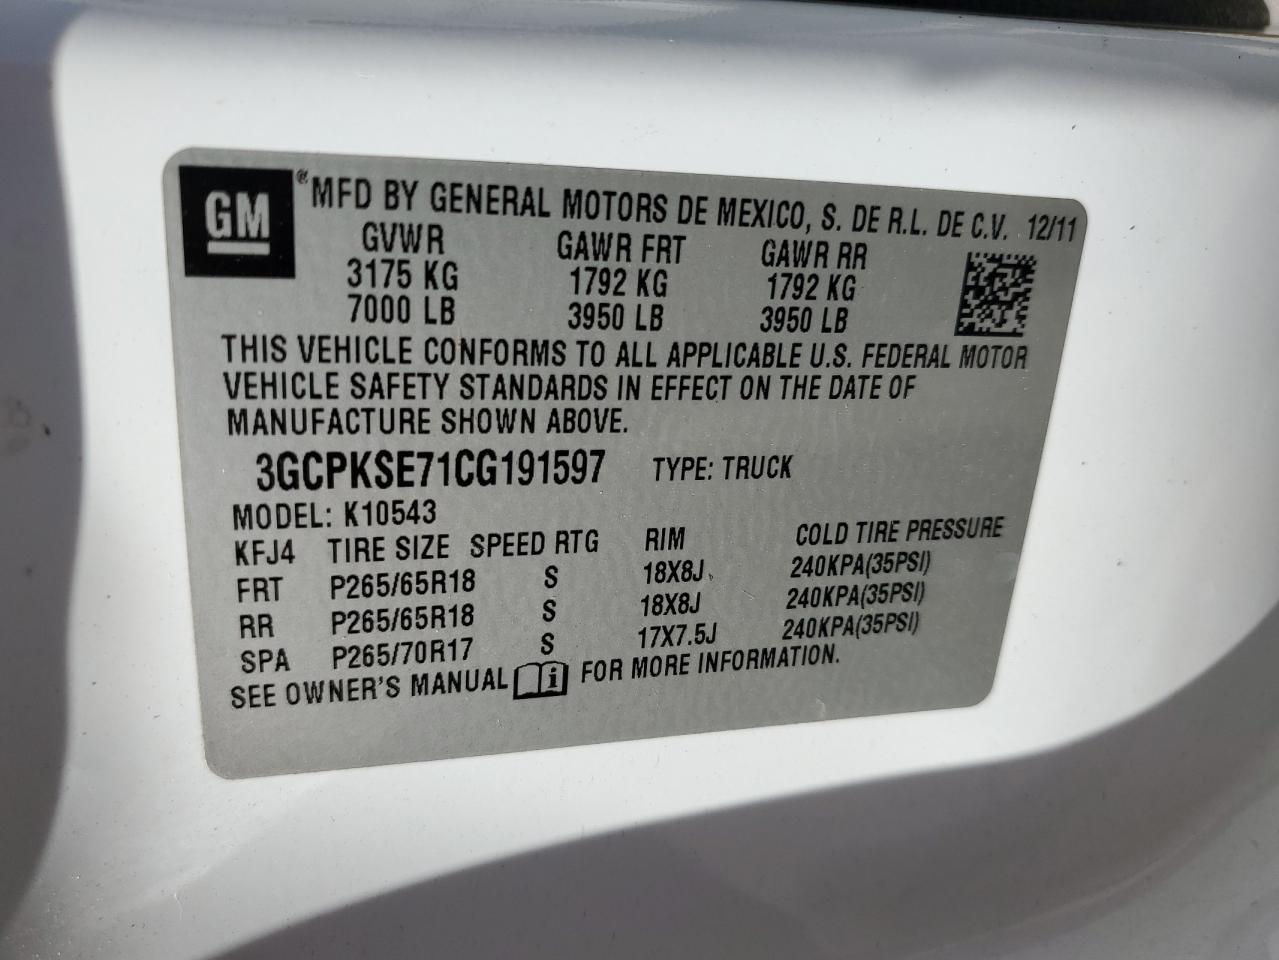 GM ® MFD BY GENERAL MOTORS DE MEXICO, S. DE R.L. DE C.V. 12/11
GVWR GAWR FRT GAWR RR
3175 KG 1792 KG 1792 KG
7000 LB 3950 LB 3950 LB
THIS VEHICLE CONFORMS TO ALL APPLICABLE U.S. FEDERAL MOTOR
VEHICLE SAFETY STANDARDS IN EFFECT ON THE DATE OF
MANUFACTURE SHOWN ABOVE.
3GCPKSE71CG191597 TYPE: TRUCK
MODEL: K10543
KFJ4 TIRE SIZE SPEED RTG RIM COLD TIRE PRESSURE
FRT P265/65R18 S 18X8J 240KPA(35PSI)
RR P265/65R18 S 18X8J 240KPA(35PSI)
SPA P265/70R17 S 17X7.5J 240KPA(35PSI)
SEE OWNER'S MANUAL i FOR MORE INFORMATION.